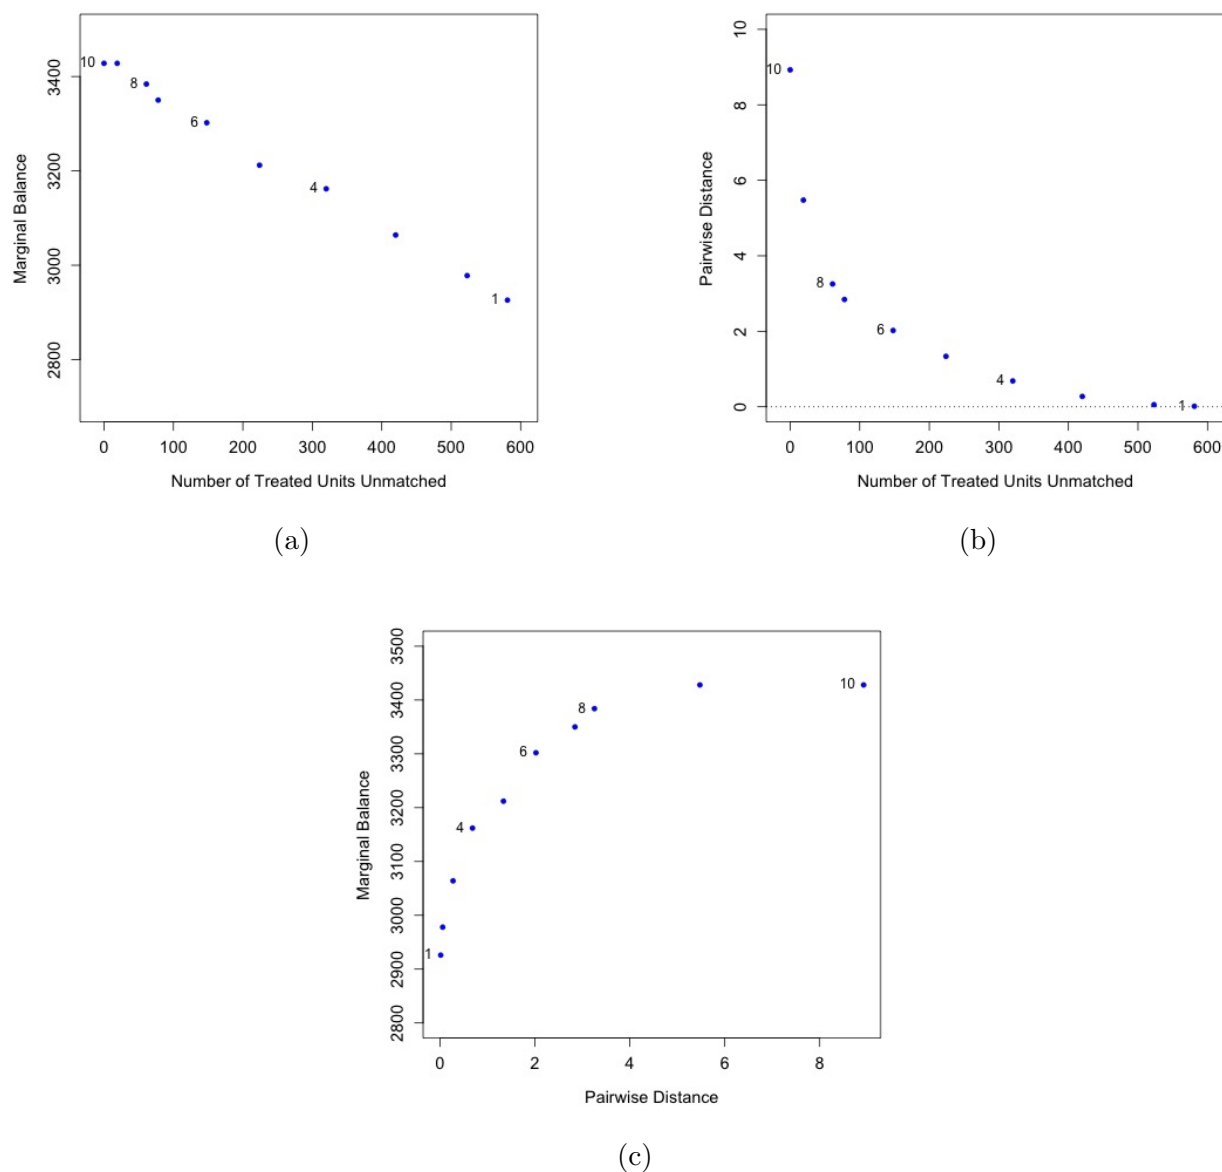 Marginal Balance
3400
3200
3000
2800
10
8
6
4
1
0 100 200 300 400 500 600
Number of Treated Units Unmatched
(a)
Pairwise Distance
10
8
6
4
2
0
10
8
6
4
1
0 100 200 300 400 500 600
Number of Treated Units Unmatched
(b)
Marginal Balance
3500
3400
3300
3200
3100
3000
2900
2800
10
8
6
4
1
0 2 4 6 8
Pairwise Distance
(c)